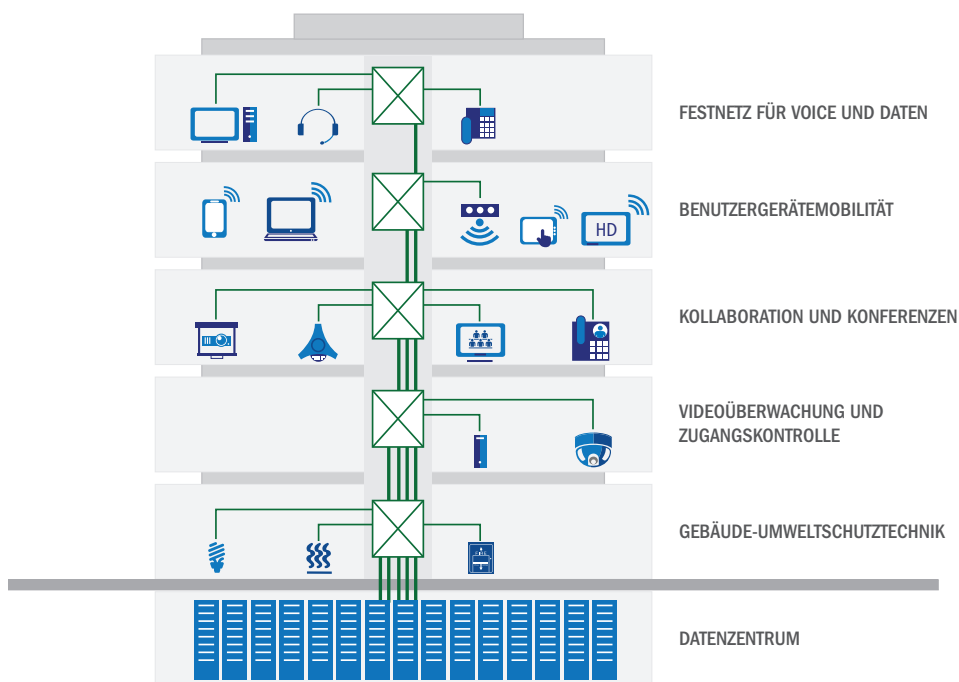 FESTNETZ FÜR VOICE UND DATEN
BENUTZERGERÄTEMOBILITÄT
HD
KOLLABORATION UND KONFERENZEN
VIDEOÜBERWACHUNG UND
ZUGANGSKONTROLLE
GEBÄUDE-UMWELTSCHUTZTECHNIK
DATENZENTRUM